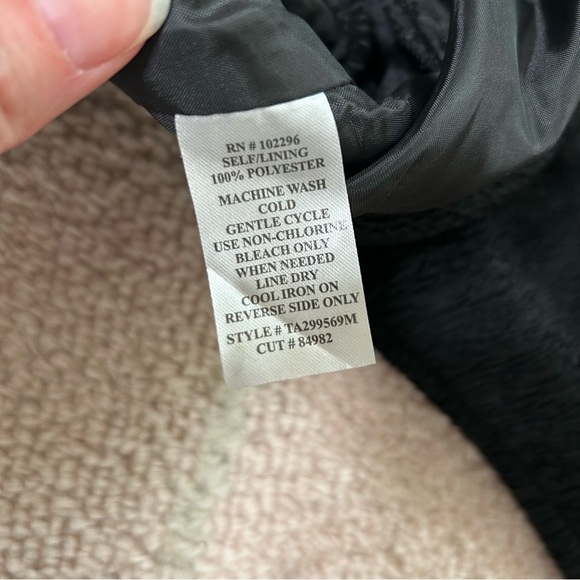 RN # 102296
SELF/LINING
100% POLYESTER
MACHINE WASH
COLD
GENTLE CYCLE
USE NON-CHLORINE
BLEACH ONLY
WHEN NEEDED
LINE DRY
COOL IRON ON
REVERSE SIDE ONLY
STYLE # TA299569M
CUT # 84982